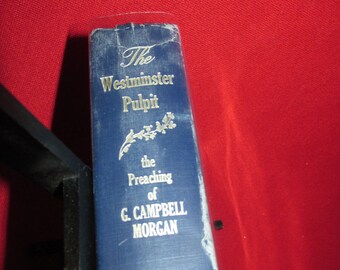 The
Westminster
Pulpit
the
Preaching
of
G. CAMPBELL
MORGAN